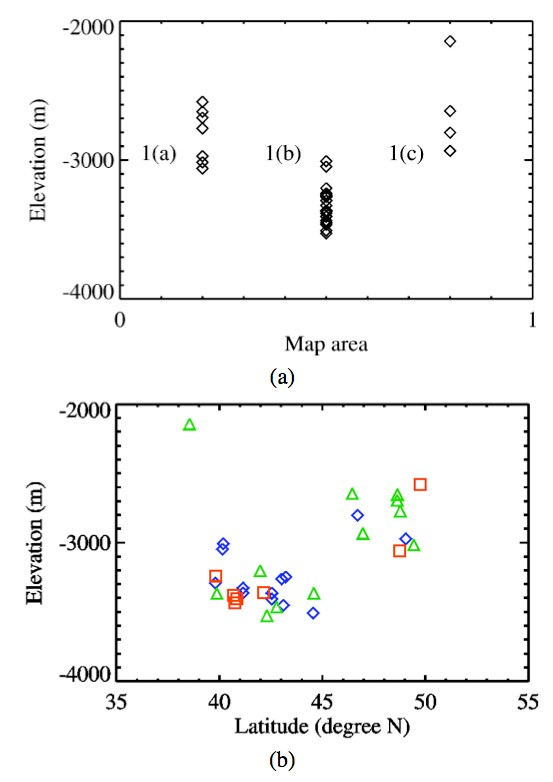 -2000
Elevation (m)
1(a) 1(b) 1(c)
-3000
-4000
0 1
Map area
(a)
-2000
Elevation (m)
-3000
-4000
35 40 45 50 55
Latitude (degree N)
(b)